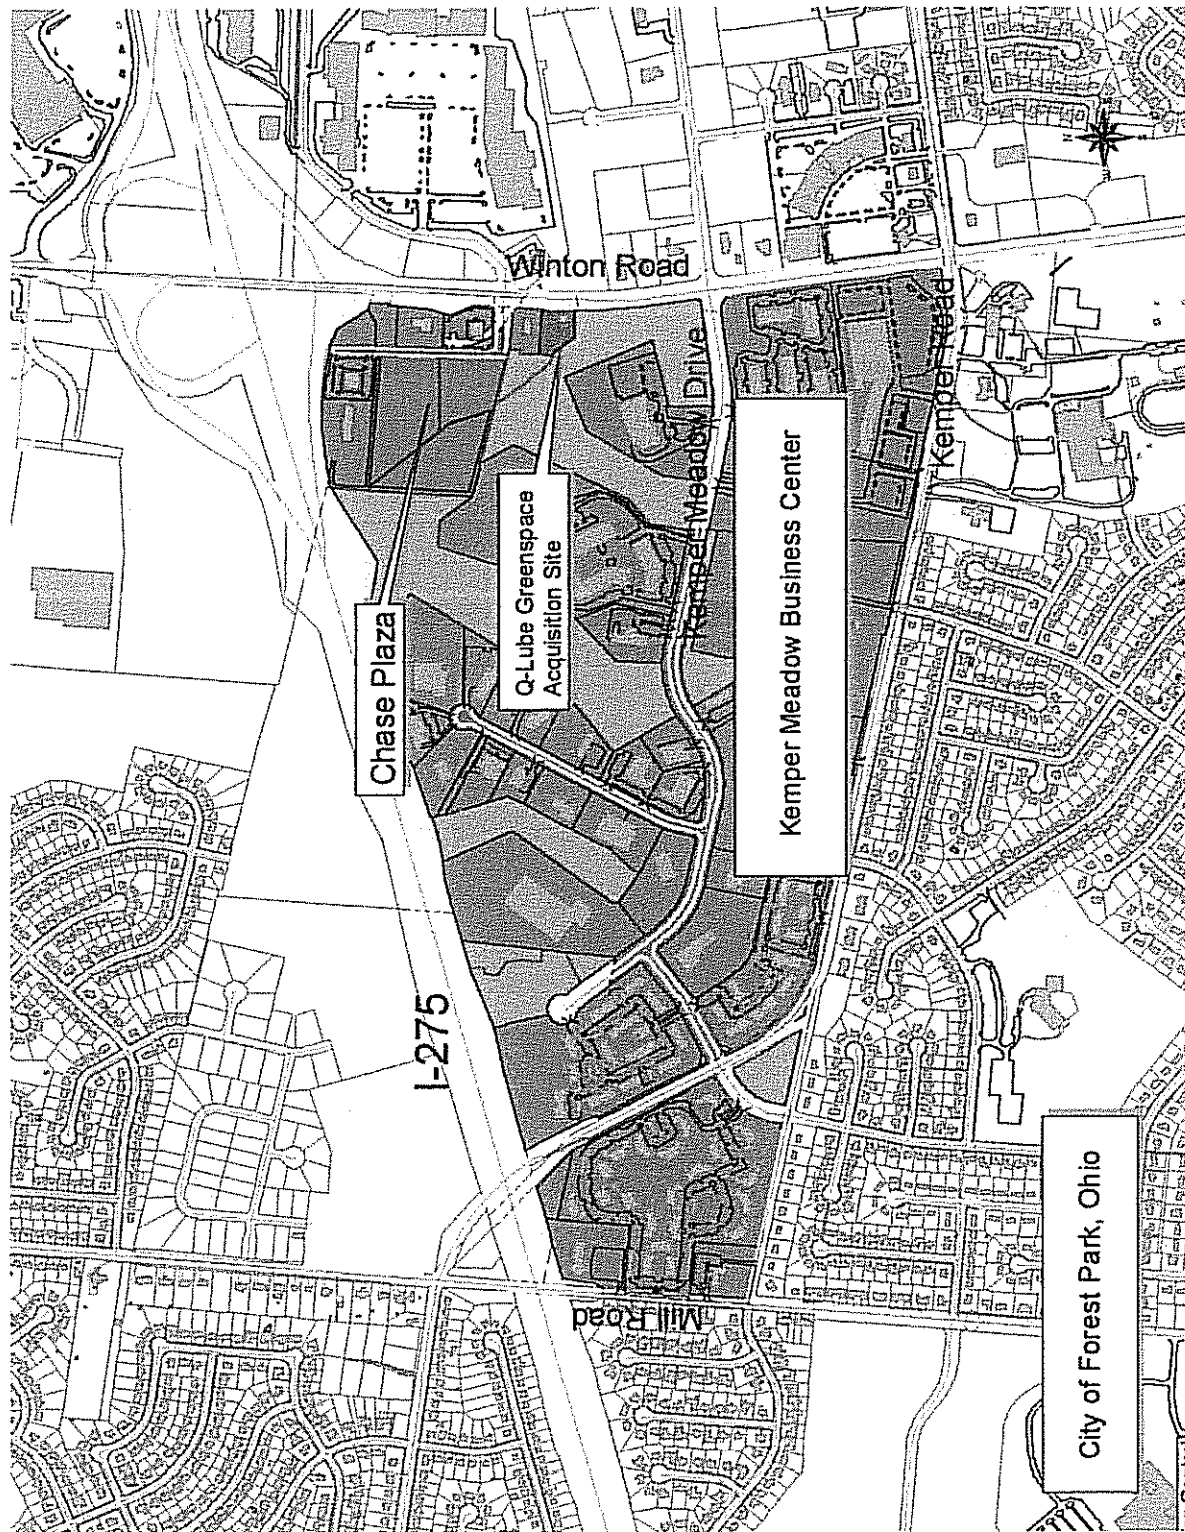 Winton Road
Kemper Meadow Drive
Kemper Road
Chase Plaza
Q-Lube Greenspace
Acquisition Site
Kemper Meadow Business Center
I-275
Mill Road
City of Forest Park, Ohio